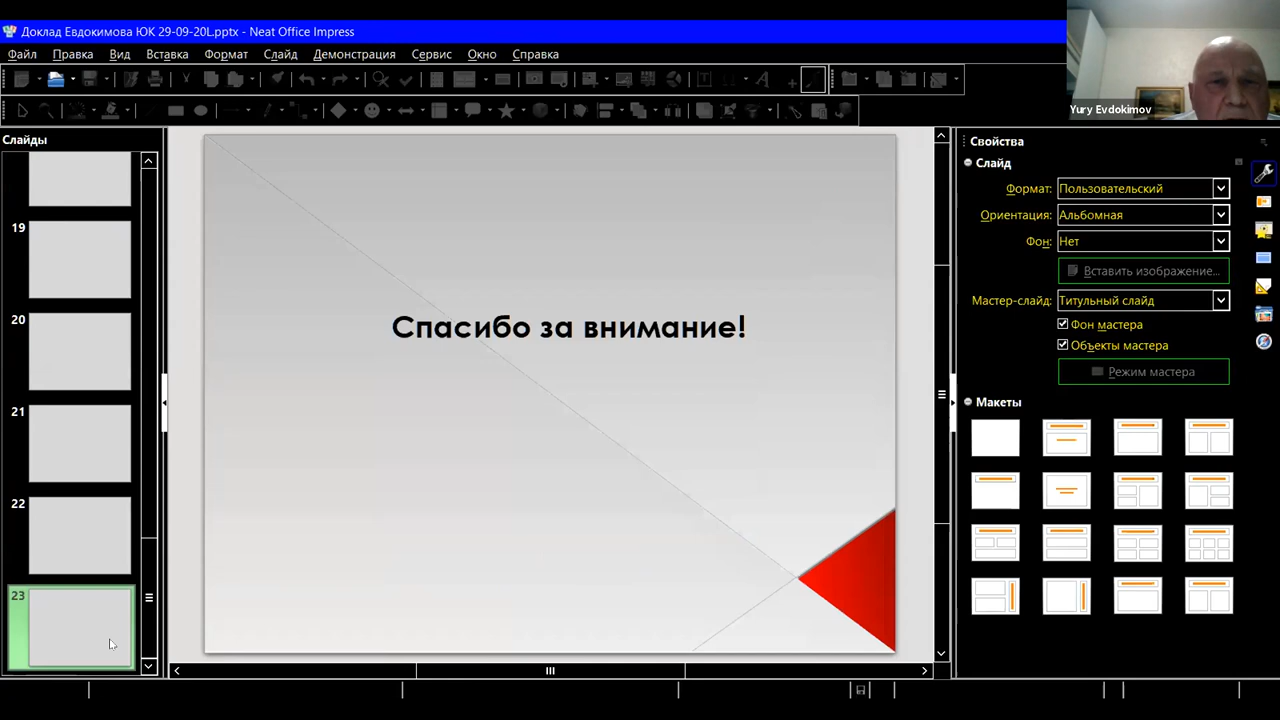 Доклад Евдокимова ЮК 29-09-20L.pptx - Neat Office Impress
Файл Правка Вид Вставка Формат Слайд Демонстрация Сервис Окно Справка
Yury Evdokimov
Слайды
19
20
21
22
23
Спасибо за внимание!
Свойства
Слайд
Формат: Пользовательский
Ориентация: Альбомная
Фон: Нет
Вставить изображение...
Мастер-слайд: Титульный слайд
Фон мастера
Объекты мастера
Режим мастера
Макеты